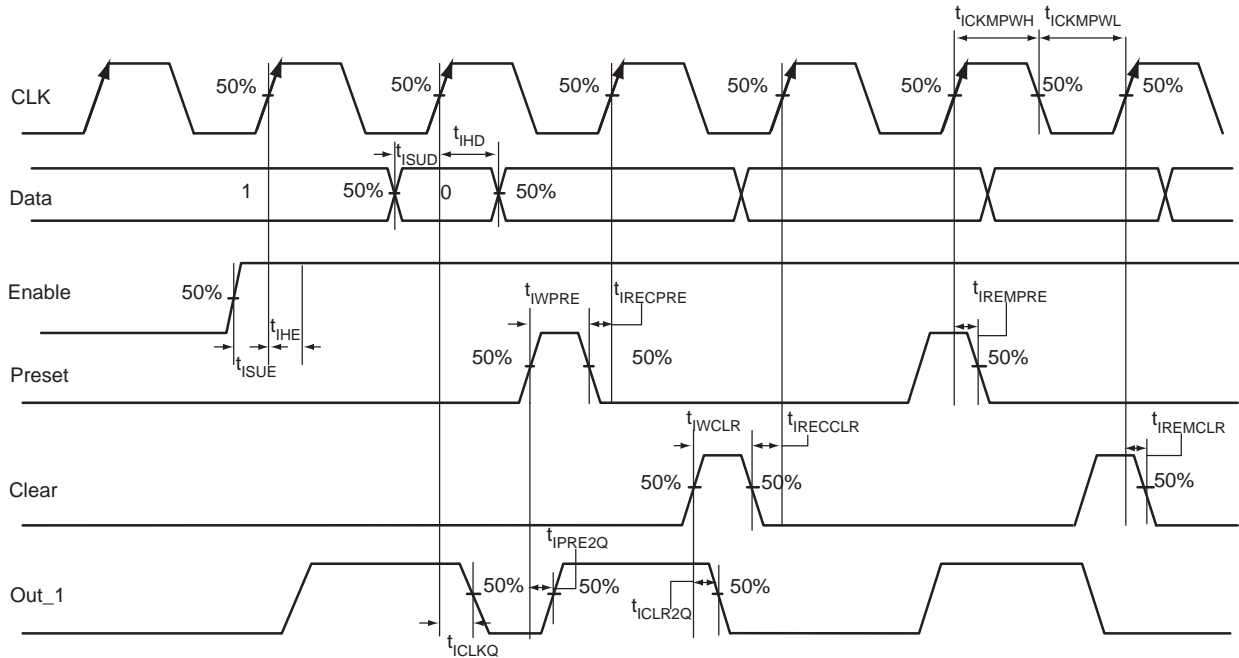 tICKMPWH tICKMPWL
CLK 50% 50% 50% 50% 50% 50% 50%
tISUD tIHD
Data 1 50% 0 50%
Enable 50%
tIHE
tISUE
tIWPRE tIRECPRE tIREMPRE
Preset 50% 50% 50%
tIWCLR tIRECCLR tIREMCLR
Clear 50% 50% 50%
tIPRE2Q
Out_1 50% 50% 50%
tICLR2Q
tICLKQ